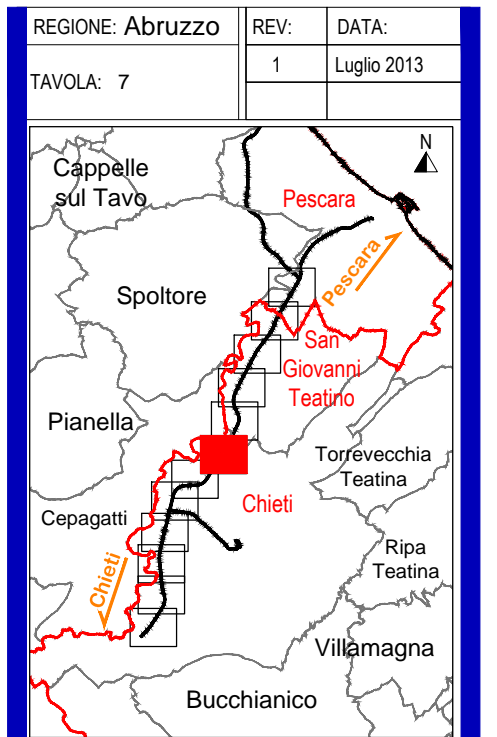 REGIONE: Abruzzo
REV:
DATA:
1
Luglio 2013
TAVOLA: 7
N
Cappelle
sul Tavo
Pescara
Pescara
Spoltore
San
Giovanni
Teatino
Pianella
Torrevecchia
Teatina
Chieti
Cepagatti
Ripa
Teatina
Chieti
Villamagna
Bucchianico